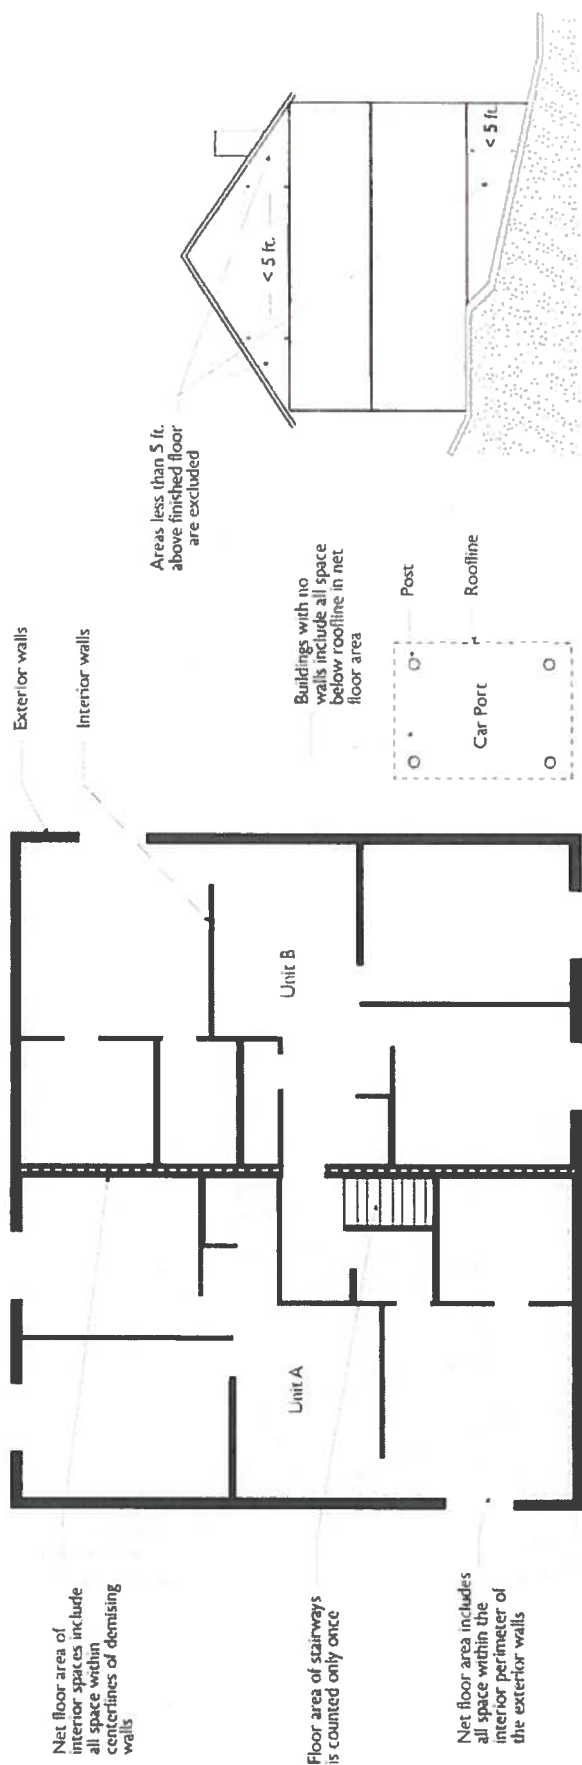 Net floor area of
interior spaces include
all space within
centerlines of demising
walls
Floor area of stairways
is counted only once
Net floor area includes
all space within the
interior perimeter of
the exterior walls
Unit A
Unit B
Exterior walls
Interior walls
Buildings with no
walls include all space
below roofline in net
floor area
Car Port
Post
Roofline
Areas less than 5 ft.
above finished floor
are excluded
< 5 ft.
< 5 ft.